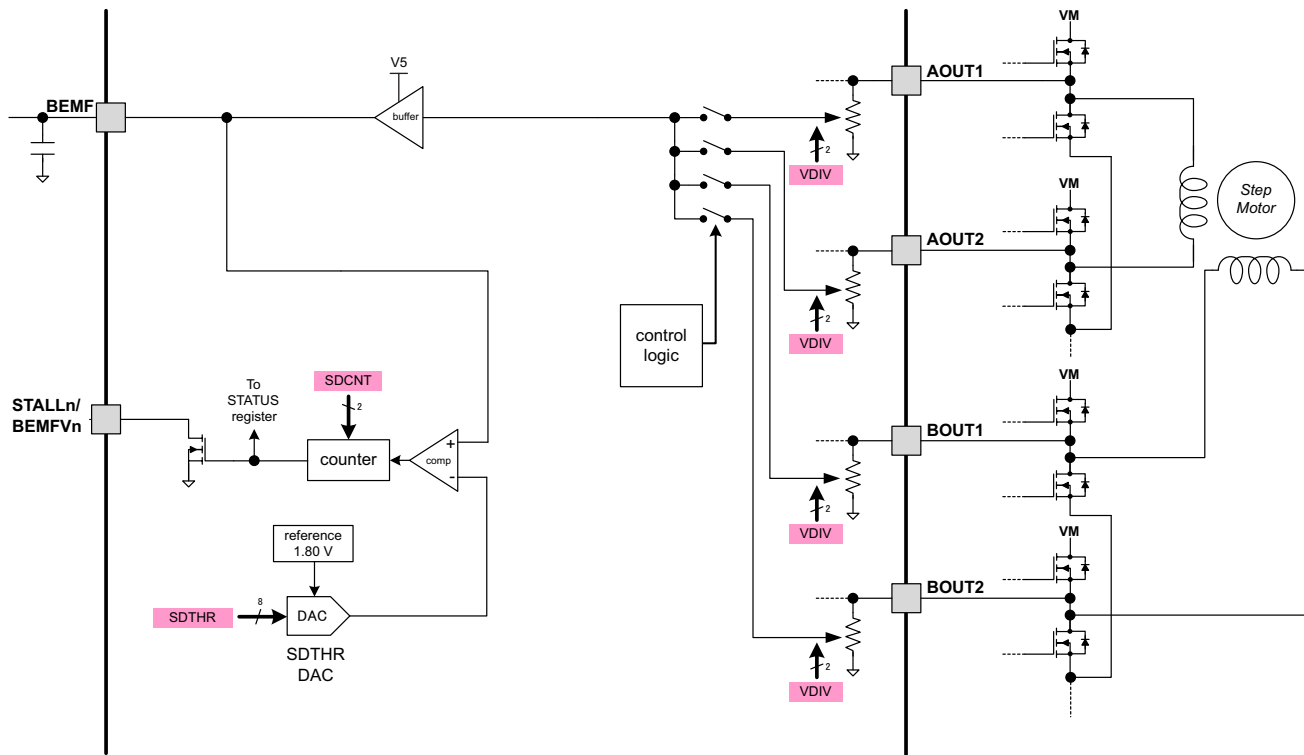 VM
V5
AOUT1
BEMF
buffer
2
VDIV
VM
Step
Motor
AOUT2
2
VDIV
control
logic
VM
To
STATUS
register
SDCNT
2
STALLn/
BEMFVn
BOUT1
+
counter
comp
-
2
VDIV
VM
reference
1.80 V
BOUT2
8
SDTHR
DAC
SDTHR
DAC
2
VDIV